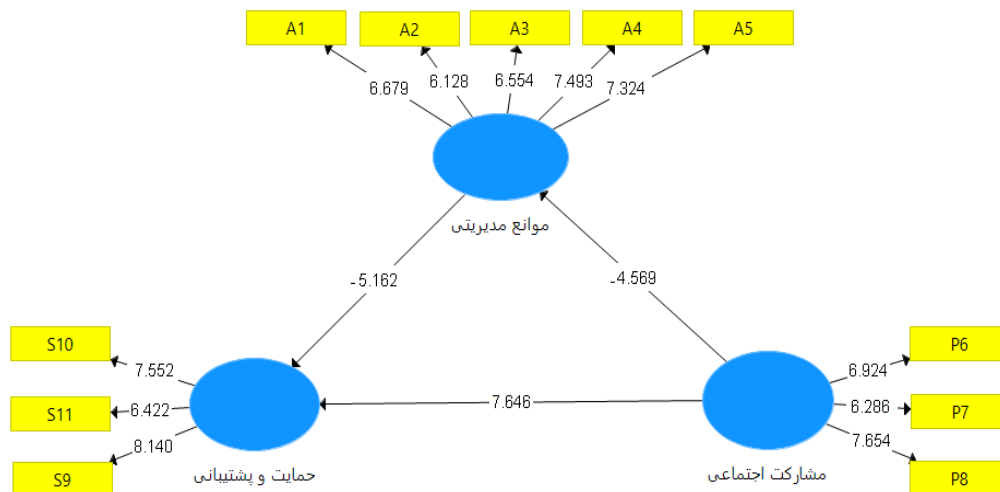 A1
A2
A3
A4
A5
6.679
6.128
6.554
7.493
7.324
موانع مدیریتی
-5.162
-4.569
S10
S11
S9
7.552
6.422
8.140
حمایت و پشتیبانی
7.646
مشارکت اجتماعی
6.924
6.286
7.654
P6
P7
P8